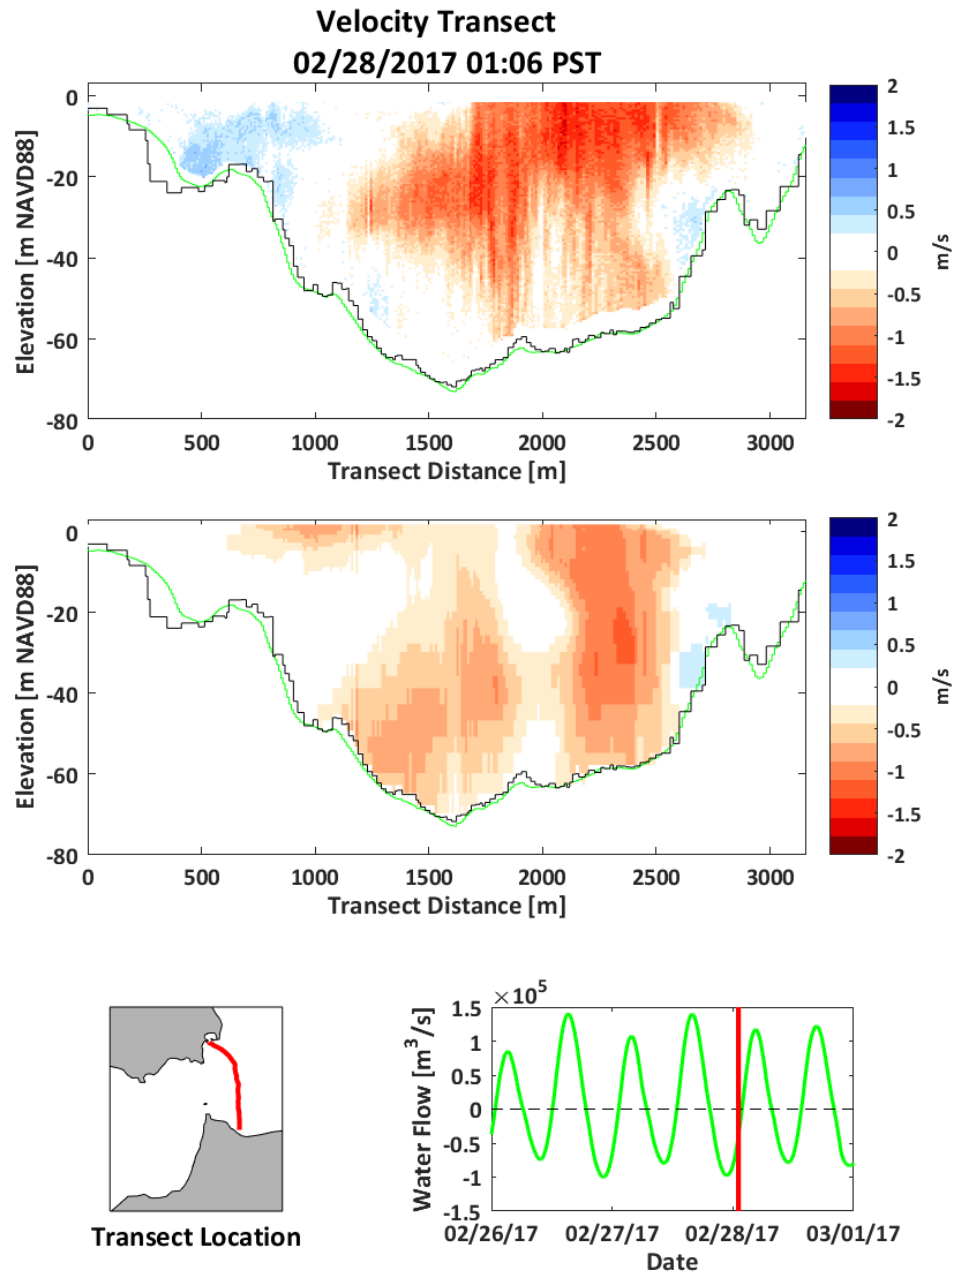 Velocity Transect
02/28/2017 01:06 PST
Elevation [m NAVD88]
0
-20
-40
-60
-80
0 500 1000 1500 2000 2500 3000
Transect Distance [m]
2
1.5
1
0.5
0
-0.5
-1
-1.5
-2
m/s
Elevation [m NAVD88]
0
-20
-40
-60
-80
0 500 1000 1500 2000 2500 3000
Transect Distance [m]
2
1.5
1
0.5
0
-0.5
-1
-1.5
-2
m/s
Transect Location
×10^5
Water Flow [m^3/s]
1.5
1
0.5
0
-0.5
-1
-1.5
02/26/17 02/27/17 02/28/17 03/01/17
Date